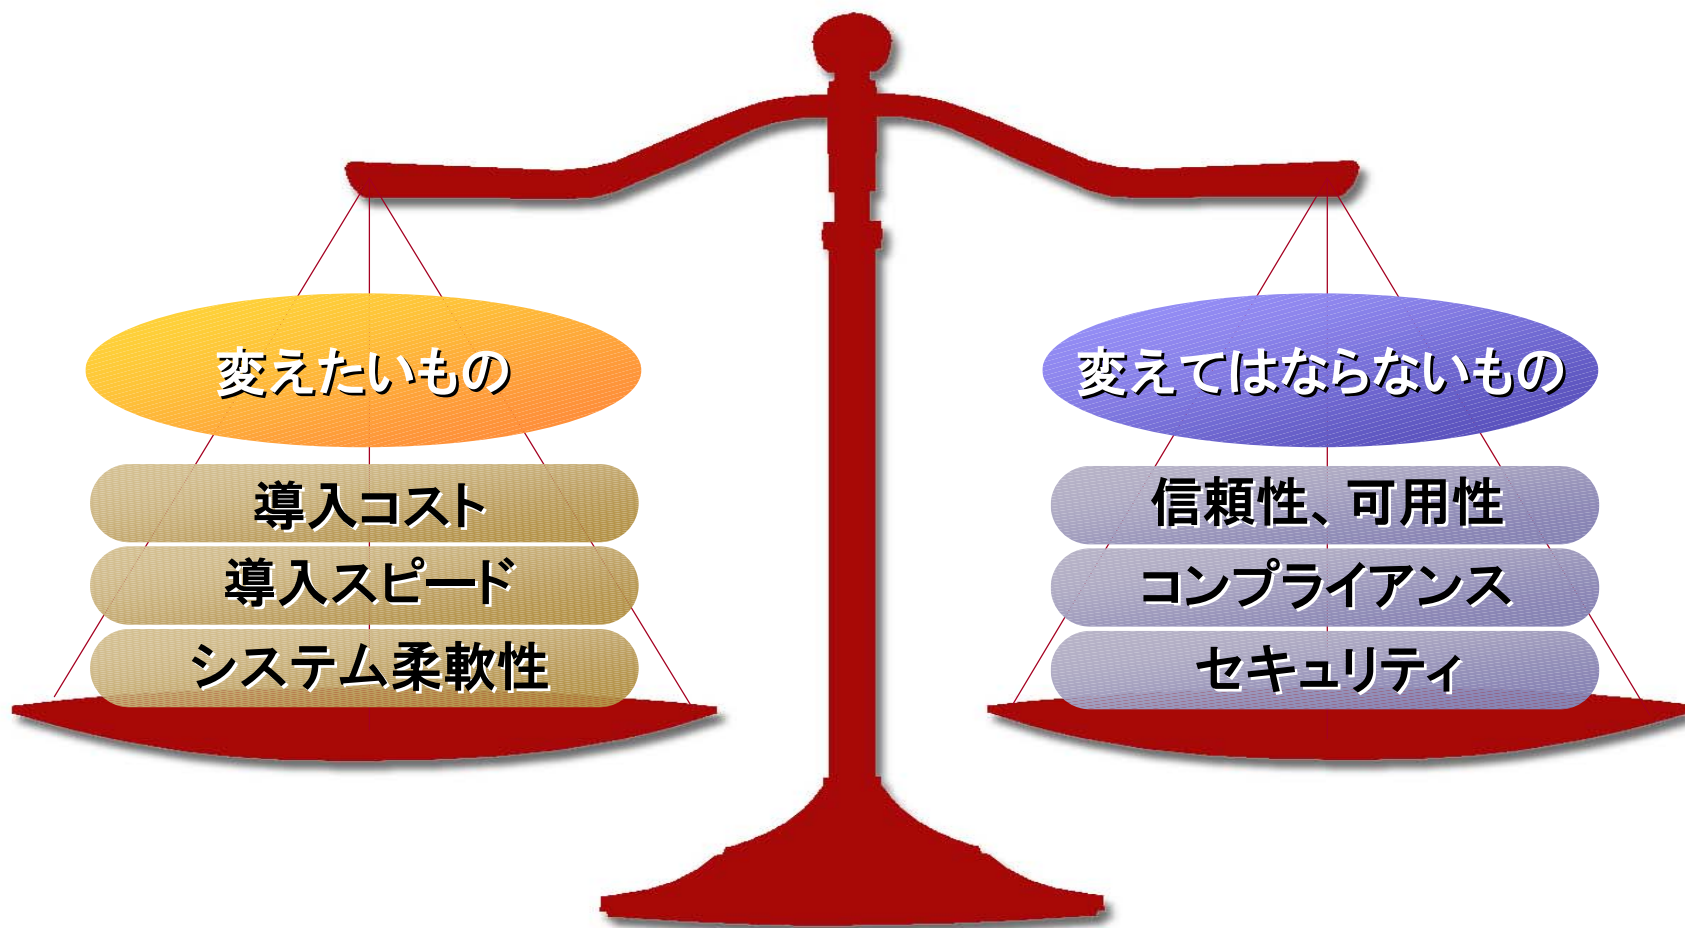 変えたいもの
導入コスト
導入スピード
システム柔軟性
変えてはならないもの
信頼性、可用性
コンプライアンス
セキュリティ